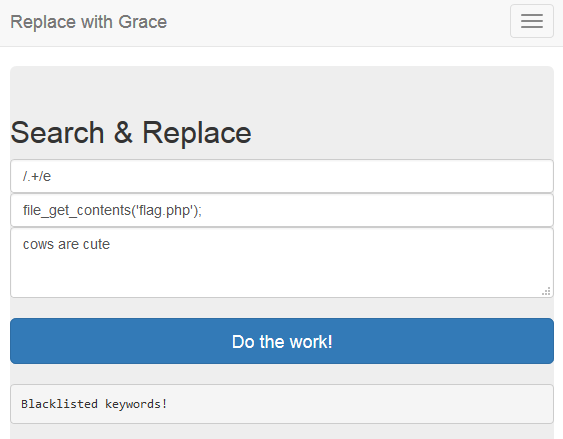 Replace with Grace
Search & Replace
/.+/e
file_get_contents('flag.php');
cows are cute
Do the work!
Blacklisted keywords!